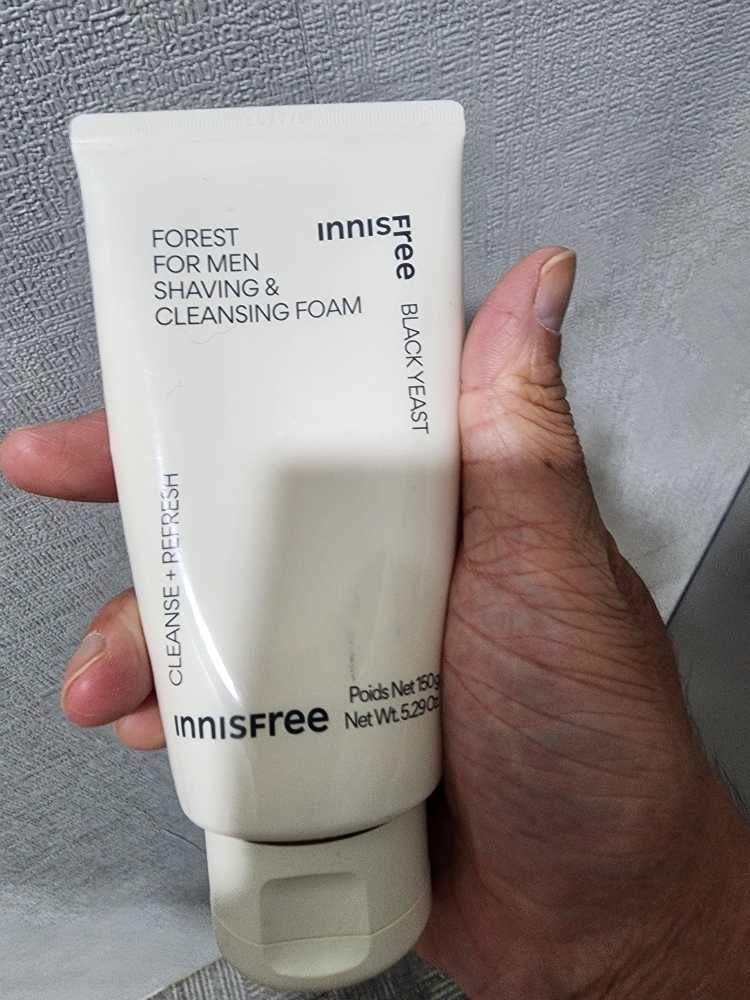 FOREST
FOR MEN
SHAVING &
CLEANSING FOAM
innisfree
BLACK YEAST
CLEANSE + REFRESH
innisfree
Poids Net 150g
Net Wt. 5.29 Oz.